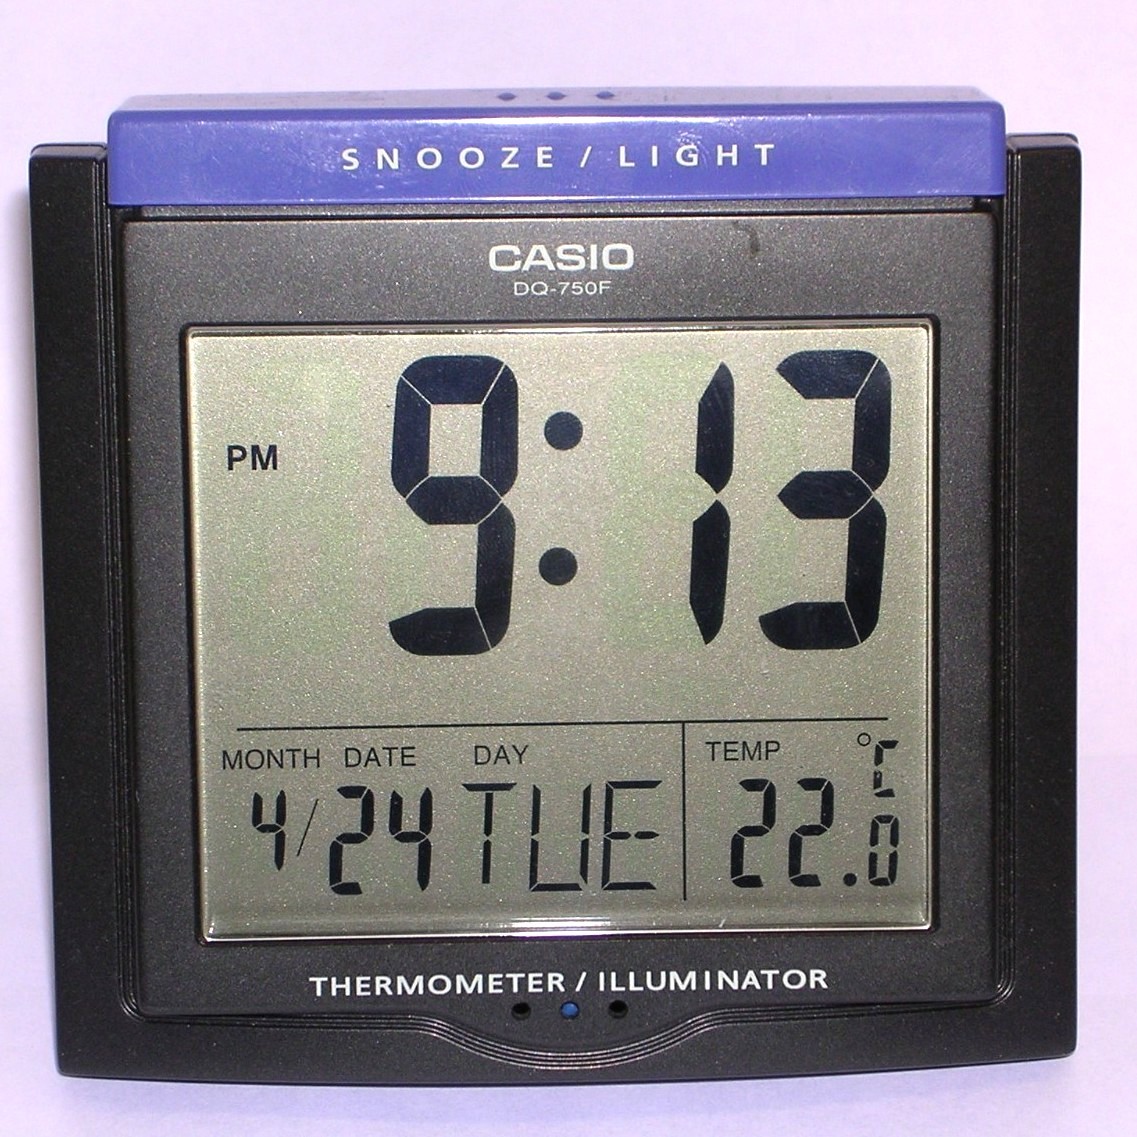 SNOOZE / LIGHT
CASIO
DQ-750F
PM 9:13
MONTH DATE DAY TEMP °C
4/24 TUE 22.0
THERMOMETER / ILLUMINATOR